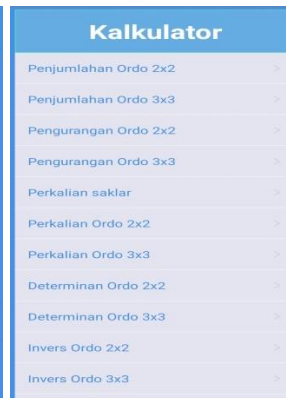 Kalkulator
Penjumlahan Ordo 2x2
Penjumlahan Ordo 3x3
Pengurangan Ordo 2x2
Pengurangan Ordo 3x3
Perkalian saklar
Perkalian Ordo 2x2
Perkalian Ordo 3x3
Determinan Ordo 2x2
Determinan Ordo 3x3
Invers Ordo 2x2
Invers Ordo 3x3